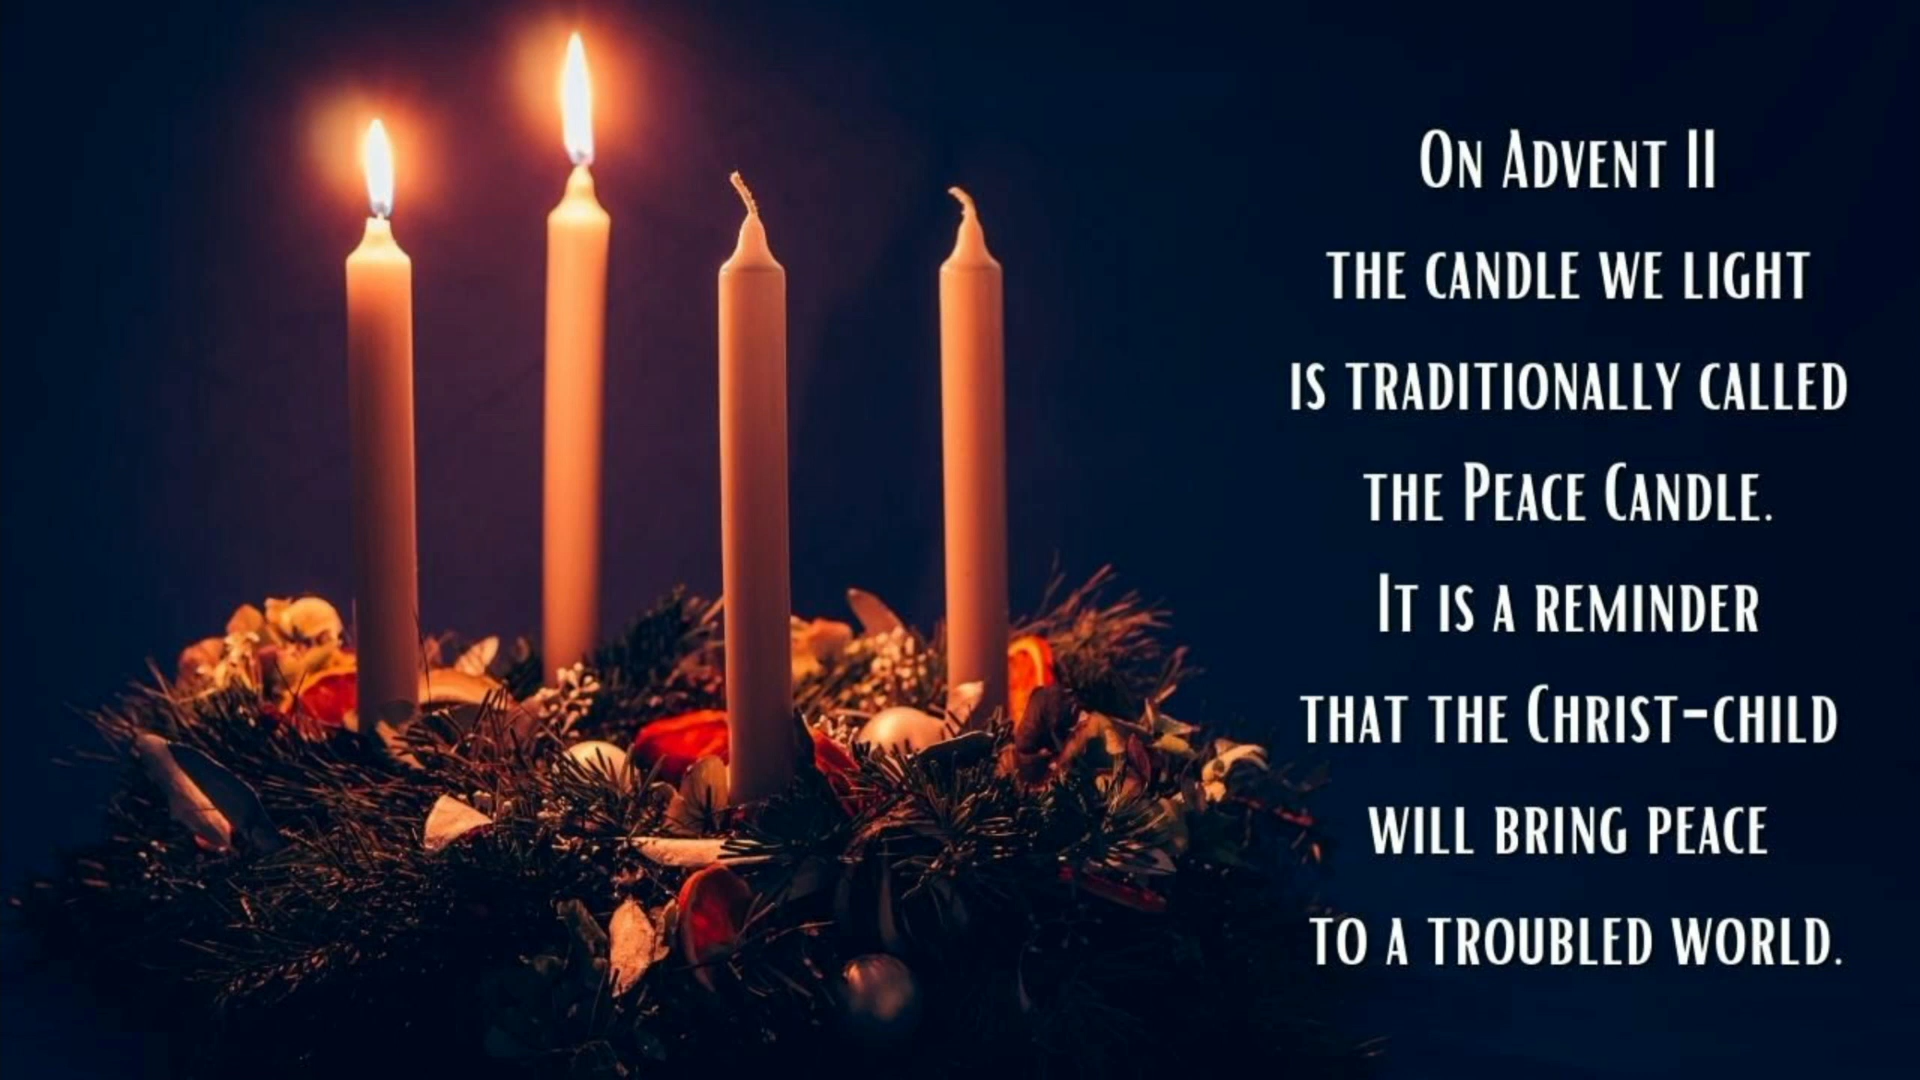 On Advent II
the candle we light
is traditionally called
the Peace Candle.
It is a reminder
that the Christ-child
will bring peace
to a troubled world.